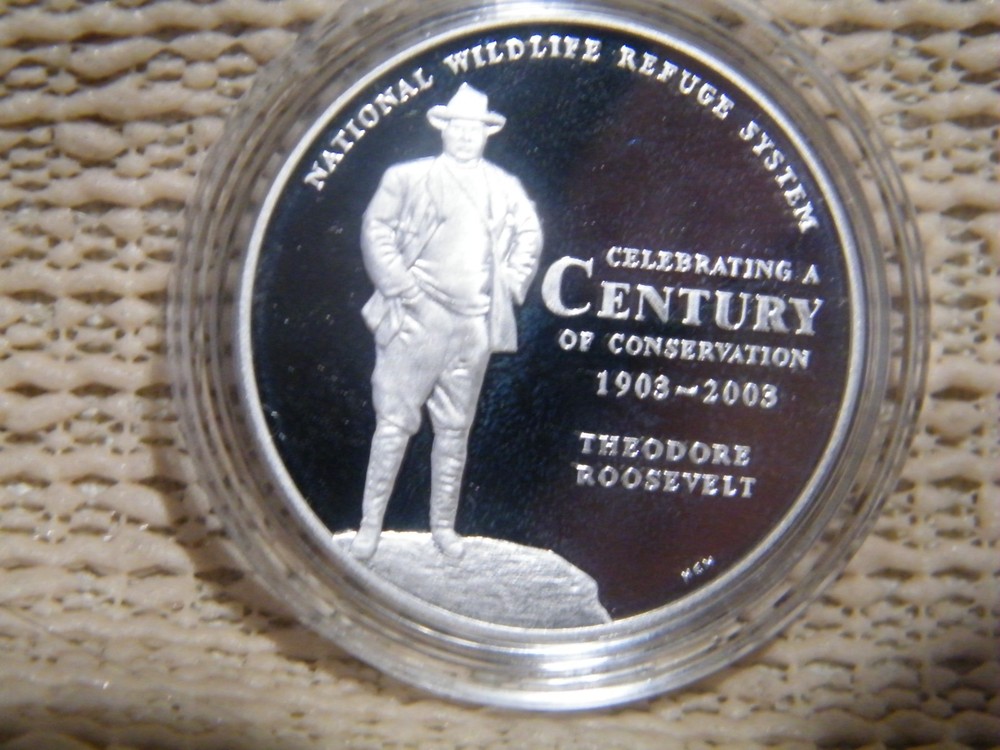 NATIONAL WILDLIFE REFUGE SYSTEM
CELEBRATING A
CENTURY
OF CONSERVATION
1903~2003
THEODORE
ROOSEVELT